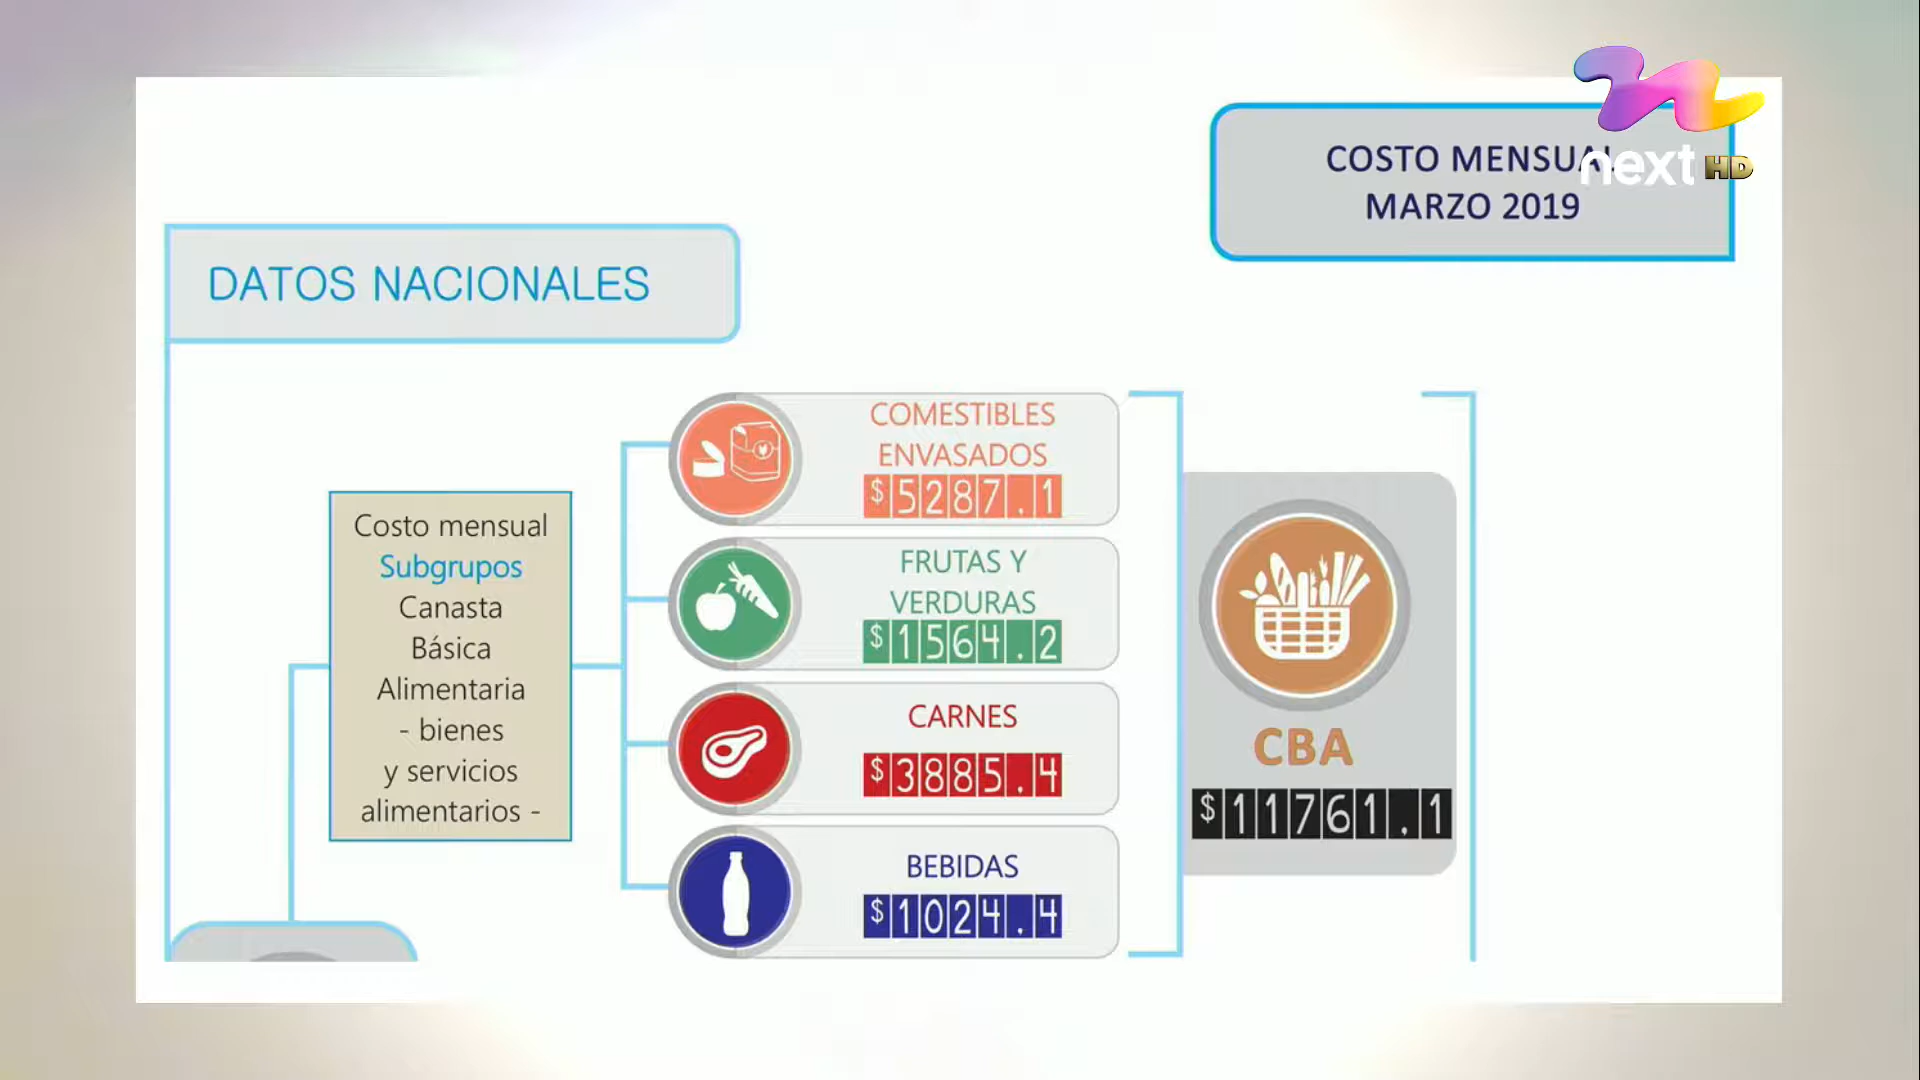 COSTO MENSUAL
MARZO 2019
next HD
DATOS NACIONALES
Costo mensual
Subgrupos
Canasta
Básica
Alimentaria
- bienes
y servicios
alimentarios -
COMESTIBLES
ENVASADOS
$5287.1
FRUTAS Y
VERDURAS
$1564.2
CARNES
$3885.4
BEBIDAS
$1024.4
CBA
$11761.1